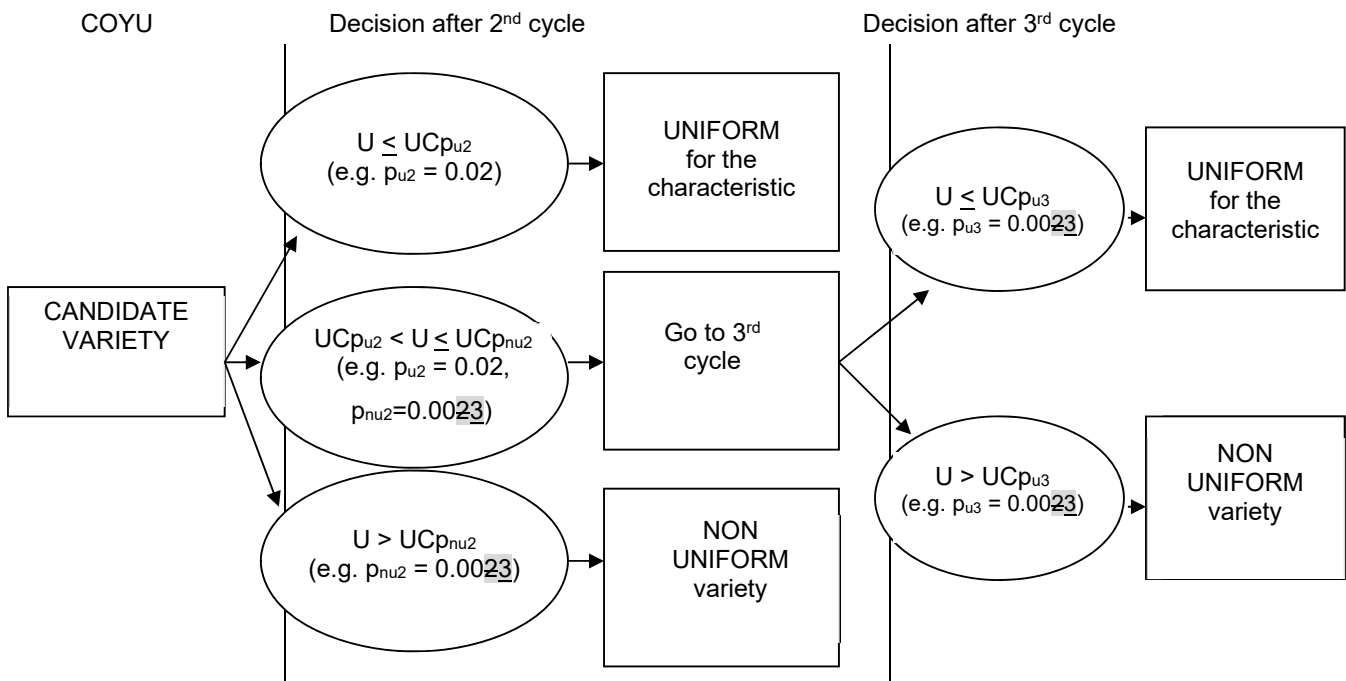 COYU
Decision after 2nd cycle
Decision after 3rd cycle
U ≤ UCpu2
(e.g. pu2 = 0.02)
UNIFORM
for the
characteristic
U ≤ UCpu3
(e.g. pu3 = 0.0023)
UNIFORM
for the
characteristic
CANDIDATE
VARIETY
UCpu2 < U ≤ UCpnu2
(e.g. pu2 = 0.02,
pnu2=0.0023)
Go to 3rd
cycle
U > UCpnu2
(e.g. pnu2 = 0.0023)
NON
UNIFORM
variety
U > UCpu3
(e.g. pu3 = 0.0023)
NON
UNIFORM
variety